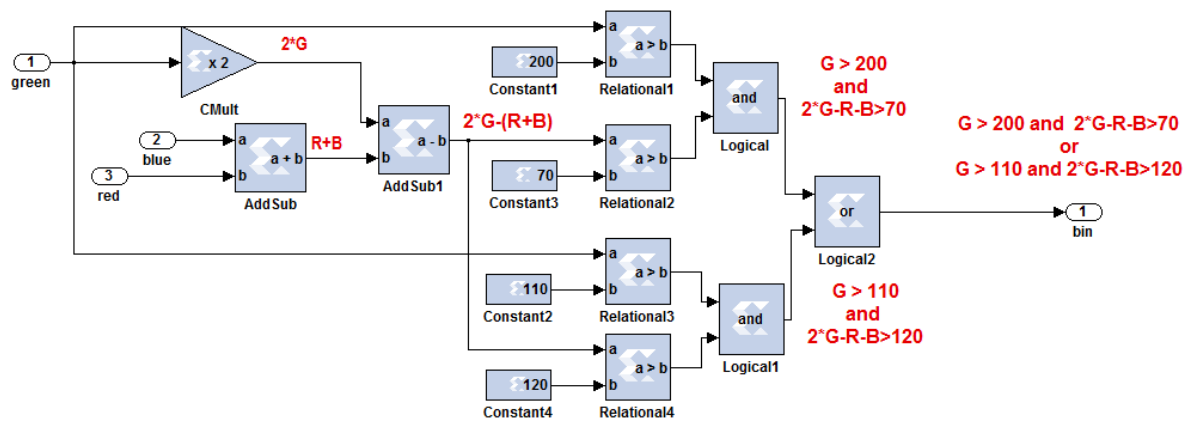 1
green
x 2
CMult
2*G
2
blue
3
red
a
b
a + b
AddSub
R+B
a
b
a - b
AddSub1
2*G-(R+B)
200
Constant1
a
b
a > b
Relational1
70
Constant3
a
b
a > b
Relational2
and
Logical
G > 200
and
2*G-R-B>70
110
Constant2
a
b
a > b
Relational3
120
Constant4
a
b
a > b
Relational4
and
Logical1
G > 110
and
2*G-R-B>120
or
Logical2
G > 200 and 2*G-R-B>70
or
G > 110 and 2*G-R-B>120
1
bin